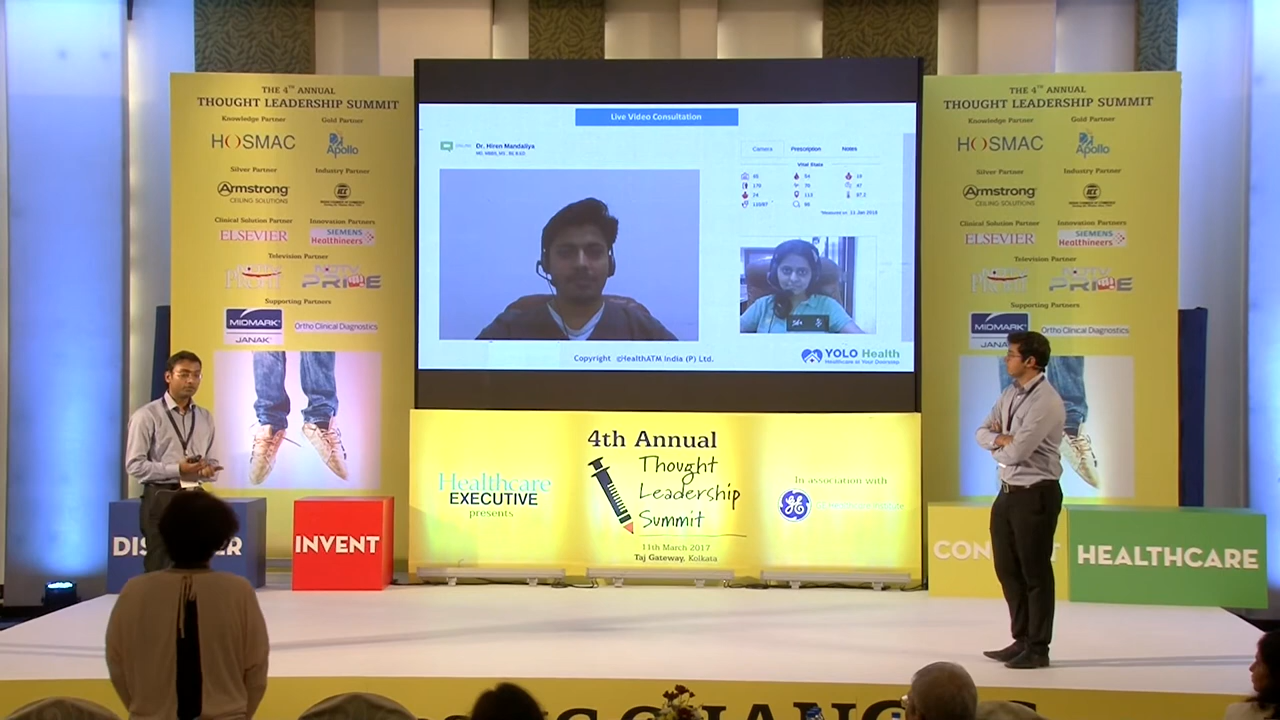 THE 4TH ANNUAL
THOUGHT LEADERSHIP SUMMIT
Knowledge Partner Gold Partner
HOSMAC Apollo
Silver Partner Industry Partner
Armstrong
CEILING SOLUTIONS
Clinical Solution Partner Innovation Partners
ELSEVIER SIEMENS
Healthineers
Television Partner
PROFIT NDTV
PRIME
Supporting Partners
MIDMARK
JANAK
Ortho Clinical Diagnostics
Live Video Consultation
Dr. Hiren Mandaliya
Camera Prescription Notes
Vital Stats
Copyright ©HealthATM India (P) Ltd.
YOLO Health
Healthcare in Your Doorstep
THE 4TH ANNUAL
THOUGHT LEADERSHIP SUMMIT
Knowledge Partner Gold Partner
HOSMAC Apollo
Silver Partner Industry Partner
Armstrong
CEILING SOLUTIONS
Clinical Solution Partner Innovation Partners
ELSEVIER SIEMENS
Healthineers
Television Partner
PROFIT NDTV
PRIME
Supporting Partners
MIDMARK
JANAK
Ortho Clinical Diagnostics
Healthcare
EXECUTIVE
presents
4th Annual
Thought
Leadership
Summit
11th March 2017
Taj Gateway, Kolkata
In association with
INVENT
HEALTHCARE